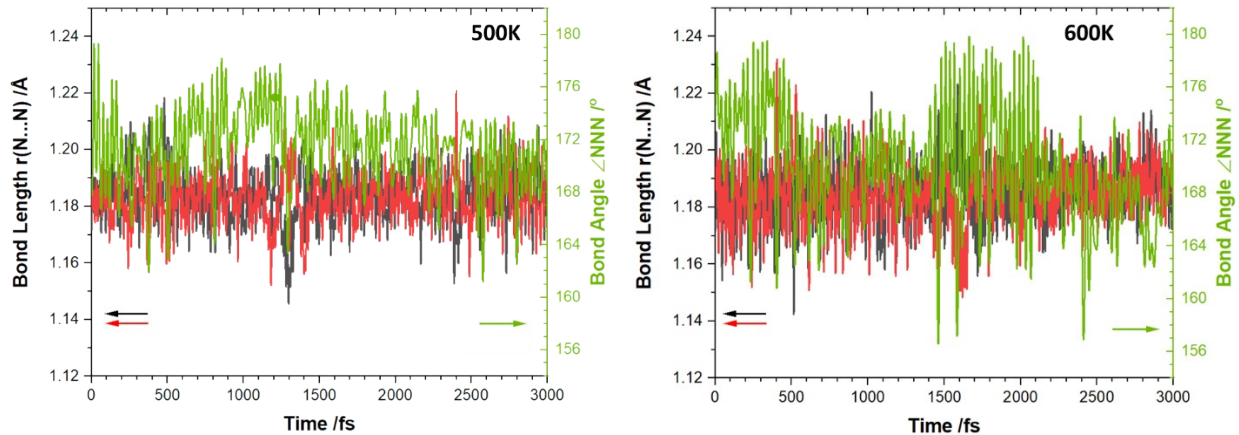 500K
Bond Length r(N...N) /Å
1.24
1.22
1.20
1.18
1.16
1.14
1.12
180
176
172
168
164
160
156
Bond Angle ∠NNN /º
0 500 1000 1500 2000 2500 3000
Time /fs
600K
Bond Length r(N...N) /Å
1.24
1.22
1.20
1.18
1.16
1.14
1.12
180
176
172
168
164
160
156
Bond Angle ∠NNN /º
0 500 1000 1500 2000 2500 3000
Time /fs